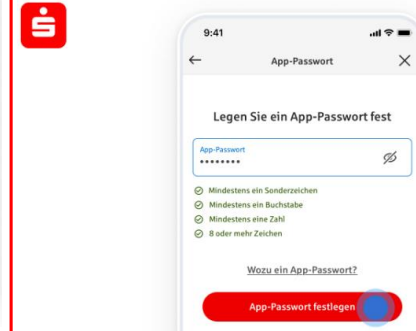 9:41
App-Passwort
Legen Sie ein App-Passwort fest
App-Passwort
••••••••
Mindestens ein Sonderzeichen
Mindestens ein Buchstabe
Mindestens eine Zahl
8 oder mehr Zeichen
Wozu ein App-Passwort?
App-Passwort festlegen